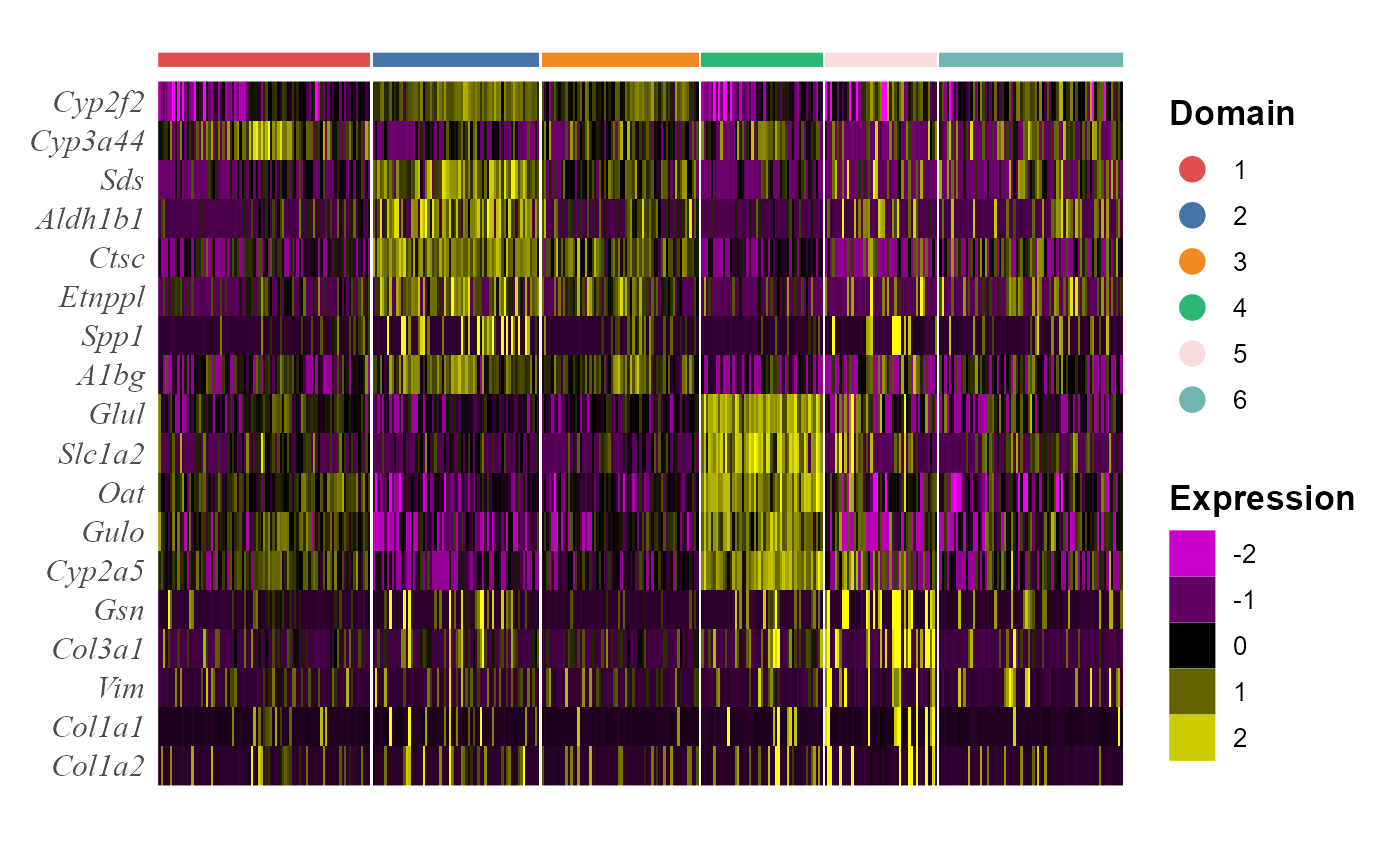 Cyp2f2
Cyp3a44
Sds
Aldh1b1
Ctsc
Etnppl
Spp1
A1bg
Glul
Slc1a2
Oat
Gulo
Cyp2a5
Gsn
Col3a1
Vim
Col1a1
Col1a2
Domain
1
2
3
4
5
6
Expression
-2
-1
0
1
2